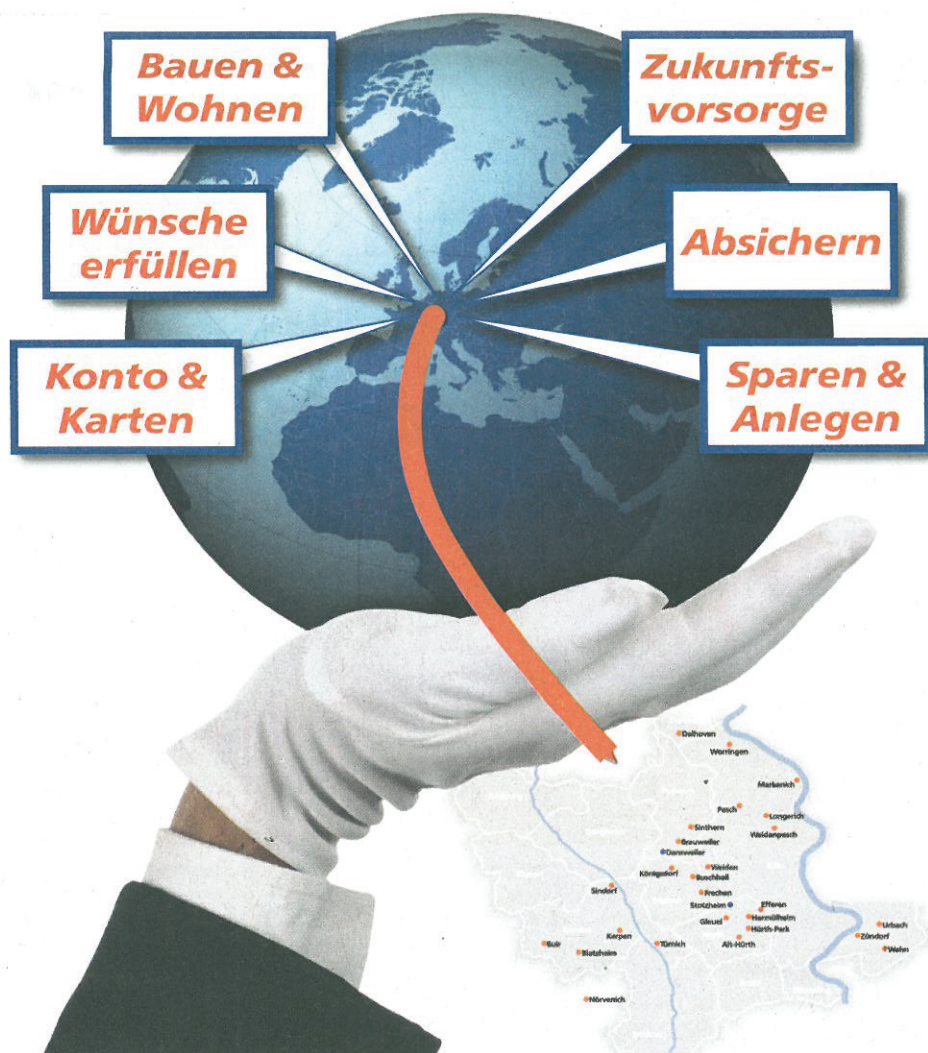 Bauen &
Wohnen
Zukunfts-
vorsorge
Wünsche
erfüllen
Absichern
Konto &
Karten
Sparen &
Anlegen
Delhoven
Worringen
Merkenich
Pesch
Longerich
Weidenpesch
Sinthern
Brauweiler
Dansweiler
Weiden
Königsdorf
Buschbell
Sindorf
Frechen
Stotzheim
Efferen
Gleuel
Hermülheim
Hürth-Park
Urbach
Kerpen
Alt-Hürth
Zündorf
Buir
Türnich
Wahn
Blatzheim
Nörvenich